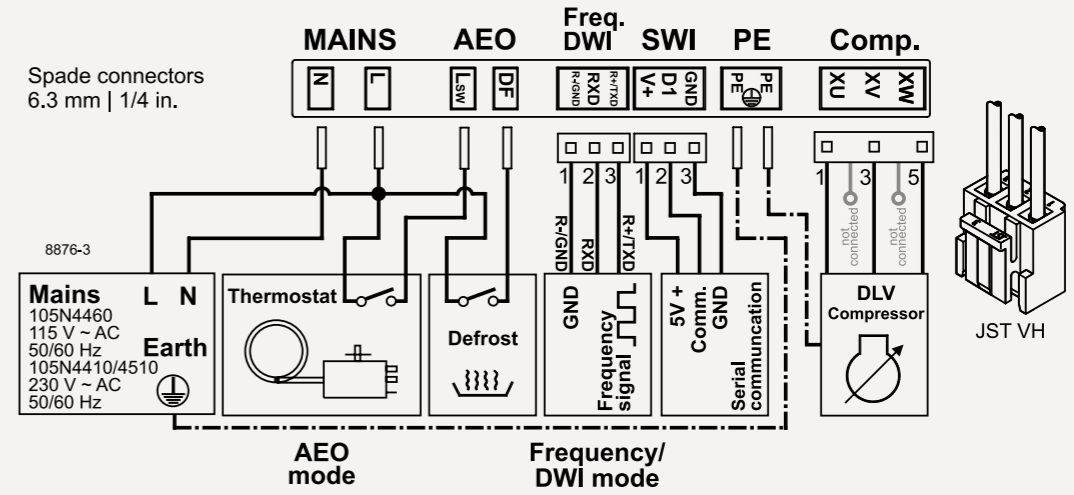 Freq.
MAINS AEO DWI SWI PE Comp.
Spade connectors
6.3 mm | 1/4 in.
N L LSW DF R-/GND RXD R+/TXD V+ D1 GND PE PE XU XV XW
1 2 3 1 2 3 1 3 5
not connected
not connected
R-/GND RXD R+/TXD
8876-3
Mains L N
105N4460
115 V ~ AC
50/60 Hz
Earth
105N4410/4510
230 V ~ AC
50/60 Hz
Thermostat
Defrost
GND
Frequency
signal
5V +
Comm.
GND
Serial
communcation
DLV
Compressor
JST VH
AEO
mode
Frequency/
DWI mode